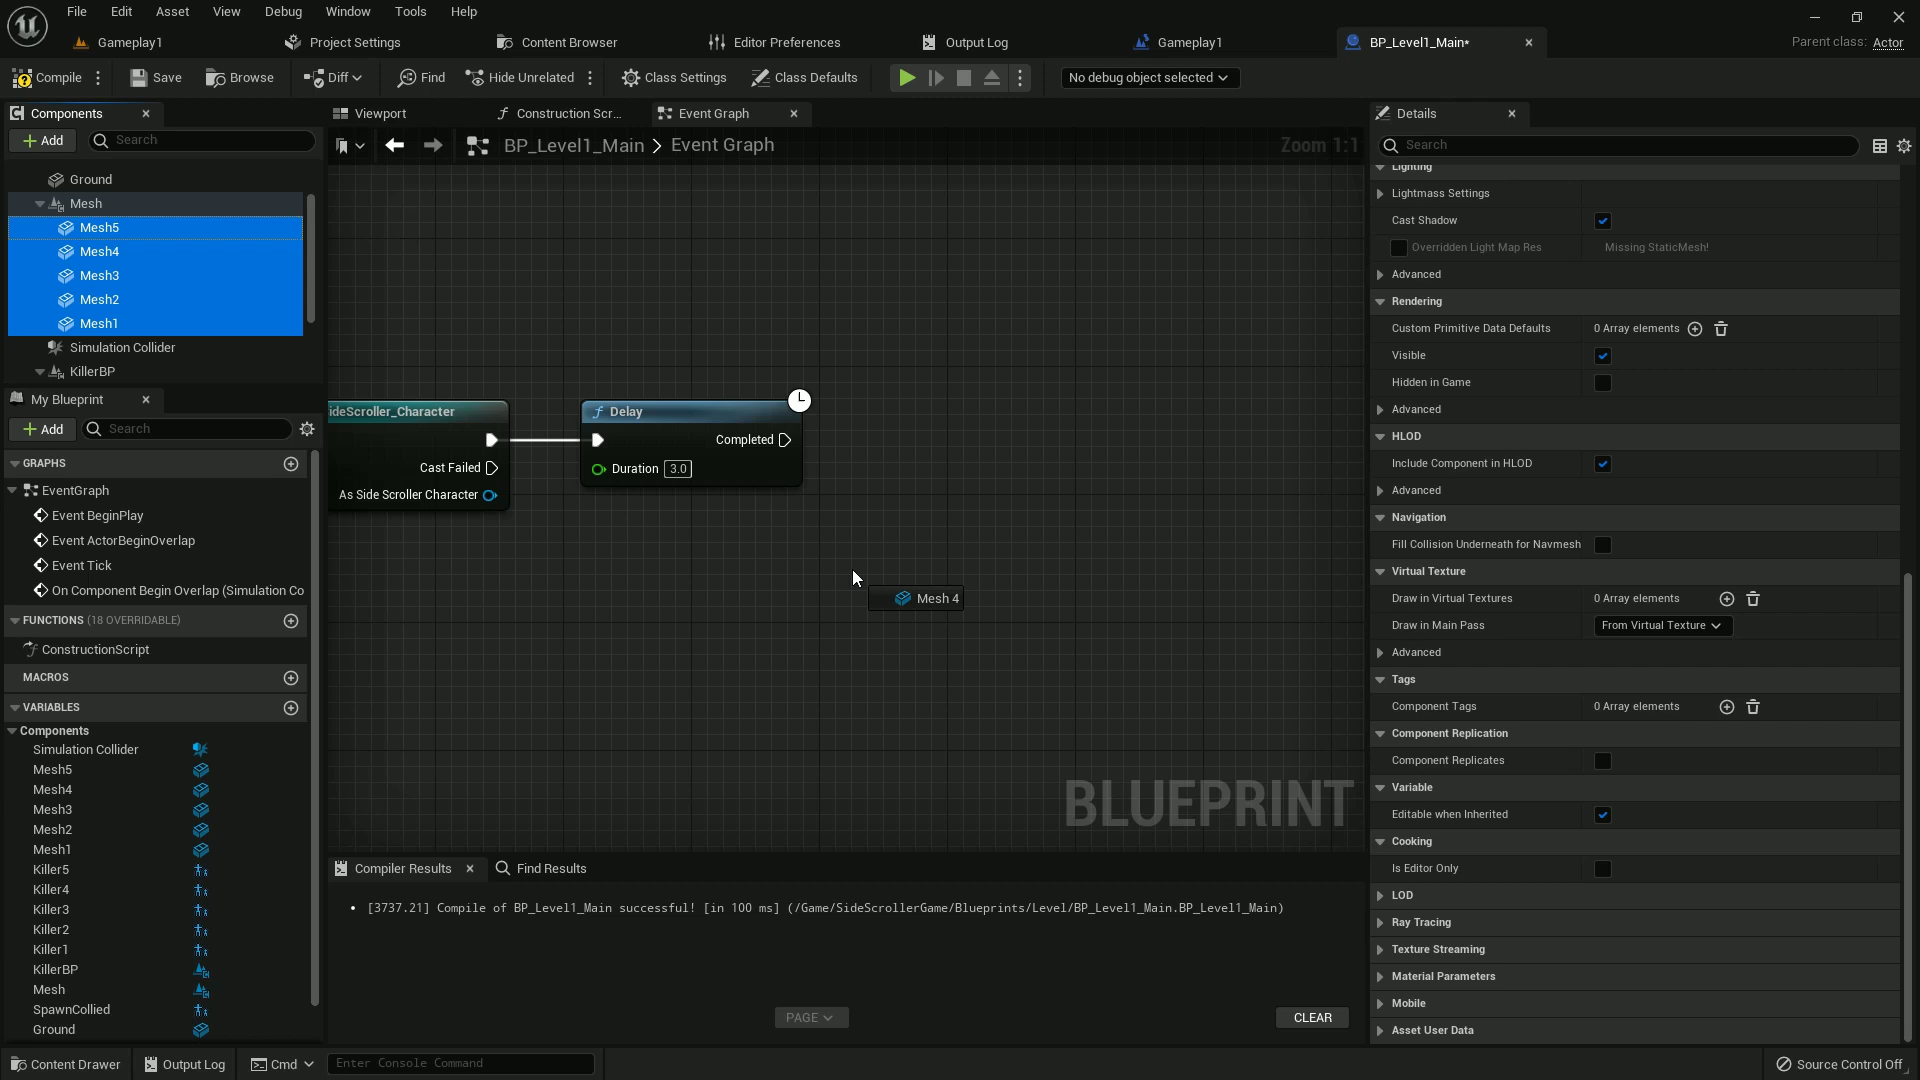 File Edit Asset View Debug Window Tools Help
Gameplay1 Project Settings Content Browser Editor Preferences Output Log Gameplay1 BP_Level1_Main* Parent class: Actor
Compile Save Browse Diff Find Hide Unrelated Class Settings Class Defaults No debug object selected
Components Viewport Construction Scr... Event Graph Details
Add Search
BP_Level1_Main > Event Graph Zoom 1:1
Search
Ground
Mesh
Mesh5
Mesh4
Mesh3
Mesh2
Mesh1
Simulation Collider
KillerBP
My Blueprint
Add Search
GRAPHS
EventGraph
Event BeginPlay
Event ActorBeginOverlap
Event Tick
On Component Begin Overlap (Simulation Co
FUNCTIONS (18 OVERRIDABLE)
ConstructionScript
MACROS
VARIABLES
Components
Simulation Collider
Mesh5
Mesh4
Mesh3
Mesh2
Mesh1
Killer5
Killer4
Killer3
Killer2
Killer1
KillerBP
Mesh
SpawnCollied
Ground
ideScroller_Character
Cast Failed
As Side Scroller Character
Delay
Completed
Duration 3.0
Mesh 4
BLUEPRINT
Compiler Results Find Results
• [3737.21] Compile of BP_Level1_Main successful! [in 100 ms] (/Game/SideScrollerGame/Blueprints/Level/BP_Level1_Main.BP_Level1_Main)
PAGE CLEAR
Lighting
Lightmass Settings
Cast Shadow
Overridden Light Map Res Missing StaticMesh!
Advanced
Rendering
Custom Primitive Data Defaults 0 Array elements
Visible
Hidden in Game
Advanced
HLOD
Include Component in HLOD
Advanced
Navigation
Fill Collision Underneath for Navmesh
Virtual Texture
Draw in Virtual Textures 0 Array elements
Draw in Main Pass From Virtual Texture
Advanced
Tags
Component Tags 0 Array elements
Component Replication
Component Replicates
Variable
Editable when Inherited
Cooking
Is Editor Only
LOD
Ray Tracing
Texture Streaming
Material Parameters
Mobile
Asset User Data
Content Drawer Output Log Cmd Enter Console Command Source Control Off